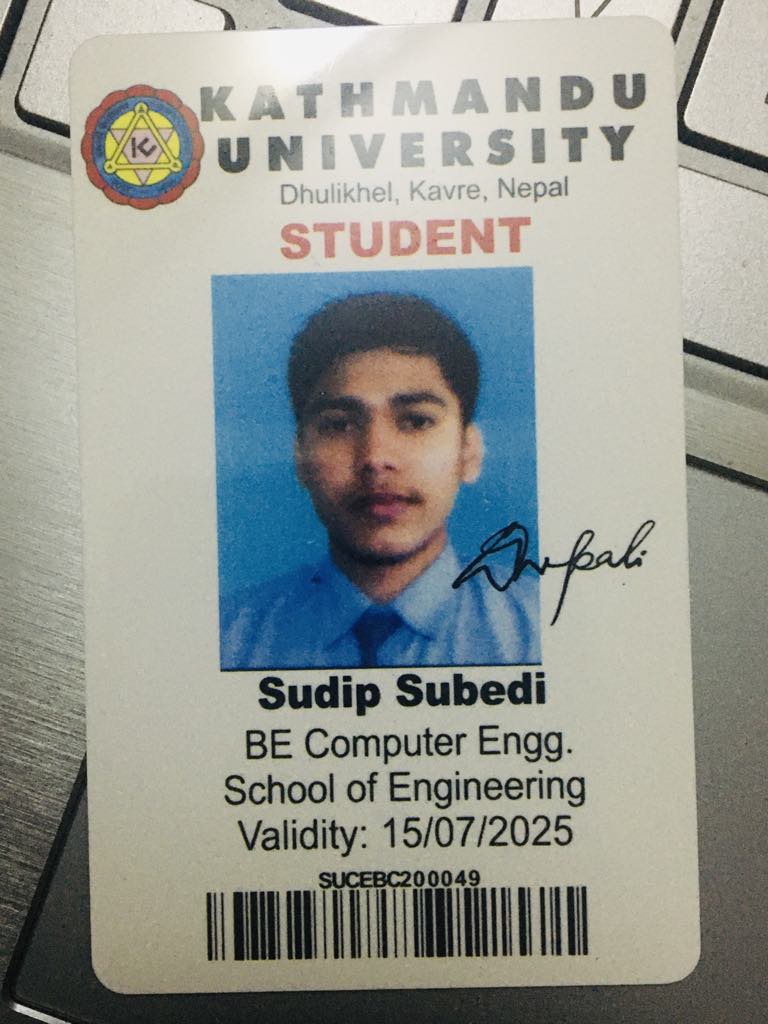 KATHMANDU
UNIVERSITY
Dhulikhel, Kavre, Nepal
STUDENT
Sudip Subedi
BE Computer Engg.
School of Engineering
Validity: 15/07/2025
SUCEBC200049